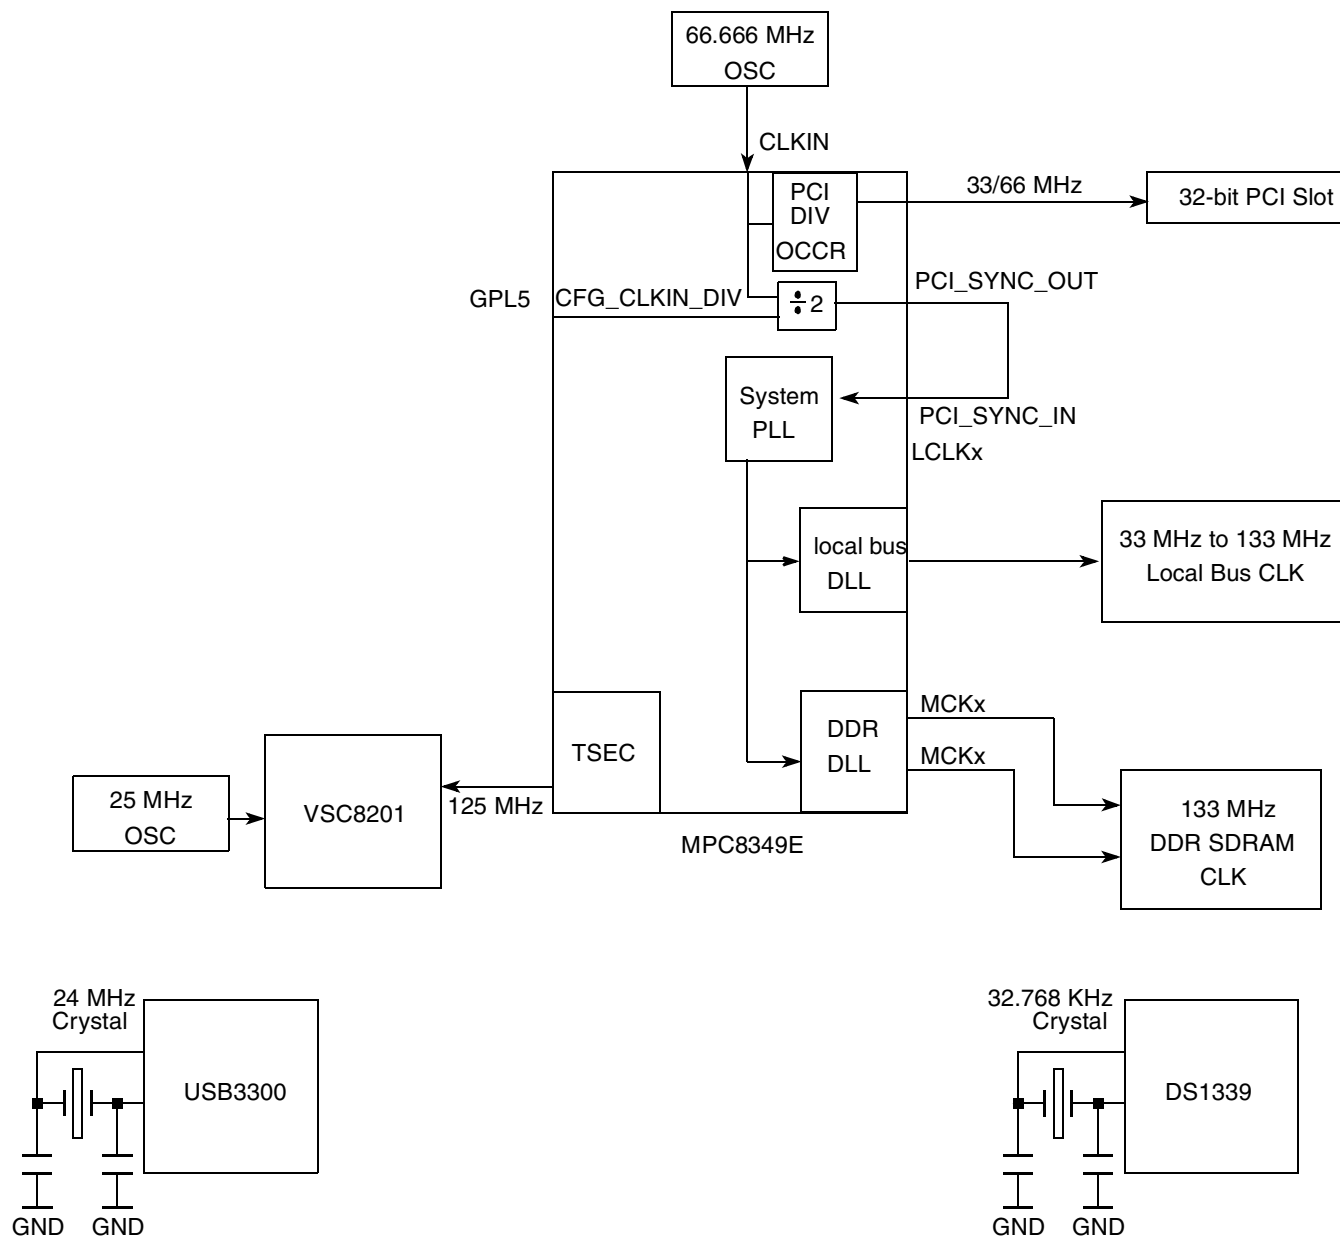 66.666 MHz
OSC
CLKIN
PCI
DIV
OCCR
33/66 MHz
32-bit PCI Slot
GPL5
CFG_CLKIN_DIV
÷2
PCI_SYNC_OUT
System
PLL
PCI_SYNC_IN
LCLKx
local bus
DLL
33 MHz to 133 MHz
Local Bus CLK
TSEC
DDR
DLL
MCKx
MCKx
25 MHz
OSC
VSC8201
125 MHz
133 MHz
DDR SDRAM
CLK
MPC8349E
24 MHz
Crystal
USB3300
GND
GND
32.768 KHz
Crystal
DS1339
GND
GND